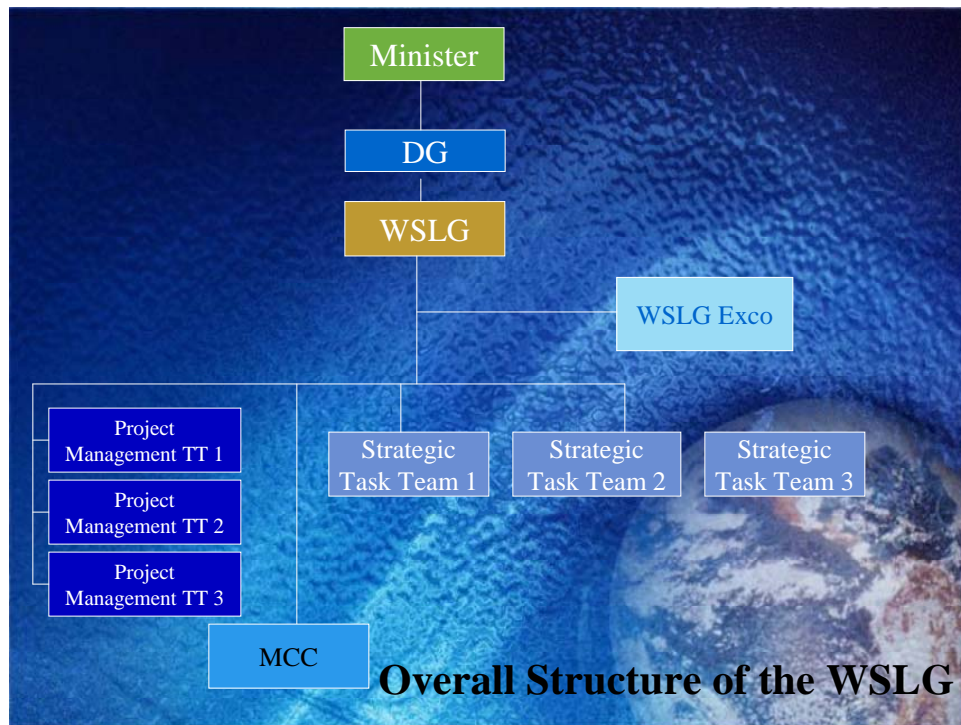 Minister
DG
WSLG
WSLG Exco
Project
Management TT 1
Strategic
Task Team 1
Strategic
Task Team 2
Strategic
Task Team 3
Project
Management TT 2
Project
Management TT 3
MCC
Overall Structure of the WSLG